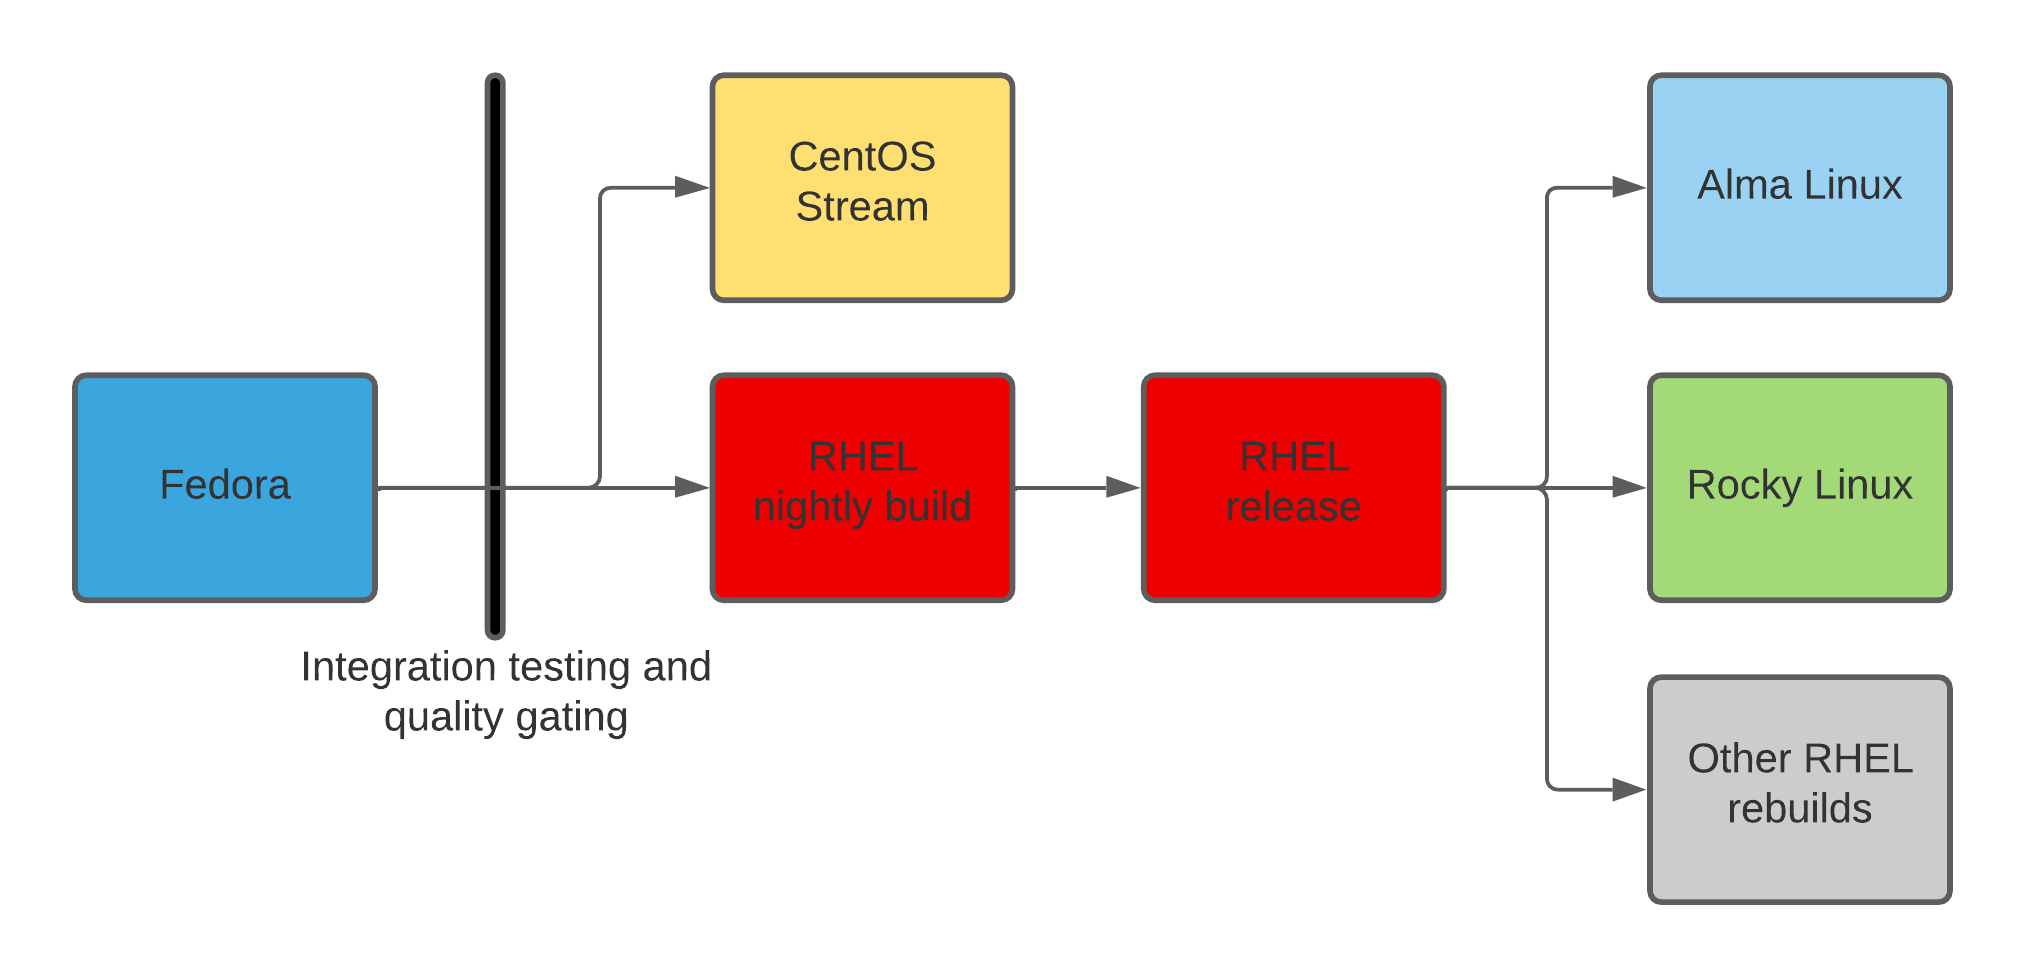 Fedora
Integration testing and
quality gating
CentOS
Stream
RHEL
nightly build
RHEL
release
Alma Linux
Rocky Linux
Other RHEL
rebuilds